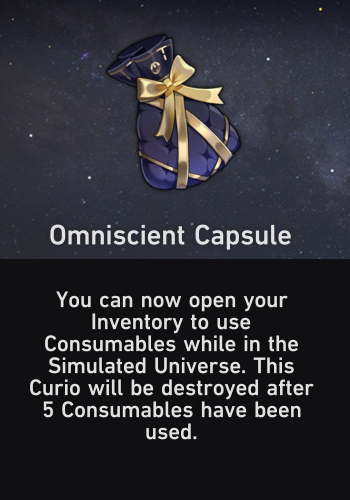 Omniscient Capsule
You can now open your
Inventory to use
Consumables while in the
Simulated Universe. This
Curio will be destroyed after
5 Consumables have been
used.